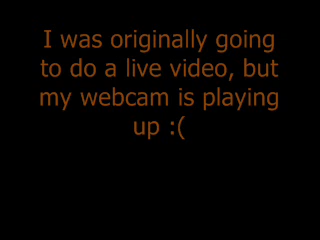 I was originally going
to do a live video, but
my webcam is playing
up :(